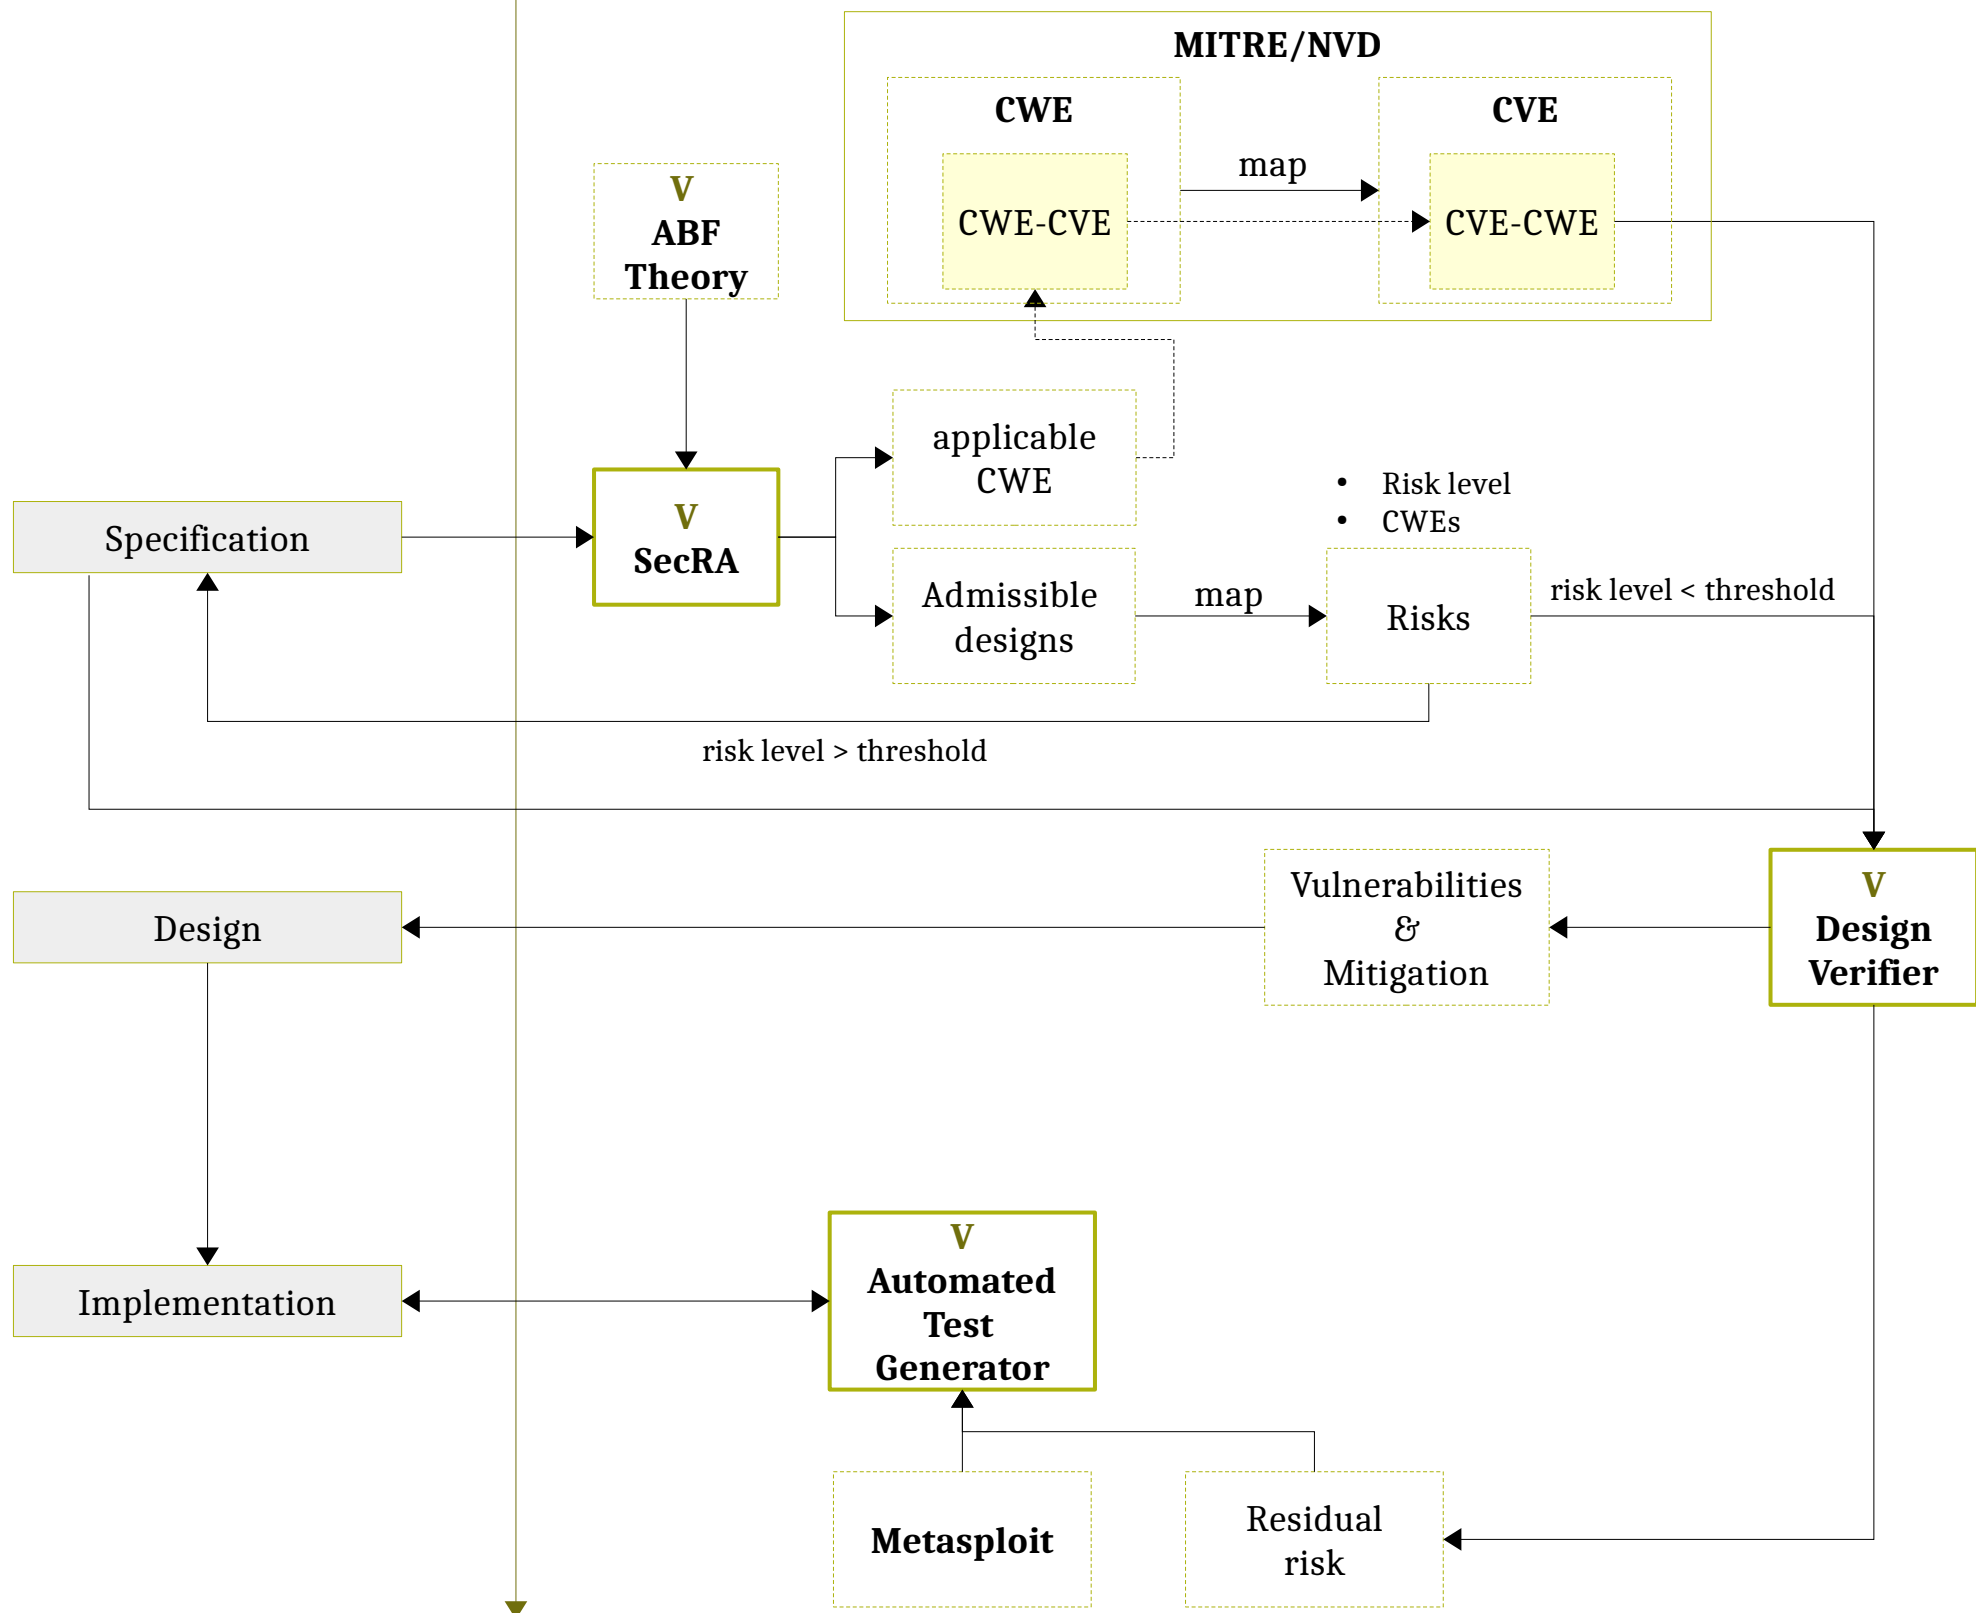 MITRE/NVD
CWE
CVE
V
ABF
Theory
map
CWE-CVE
CVE-CWE
applicable
CWE
• Risk level
• CWEs
Specification
V
SecRA
Admissible
designs
map
Risks
risk level < threshold
risk level > threshold
Vulnerabilities
&
Mitigation
V
Design
Verifier
Design
V
Automated
Test
Generator
Implementation
Metasploit
Residual
risk